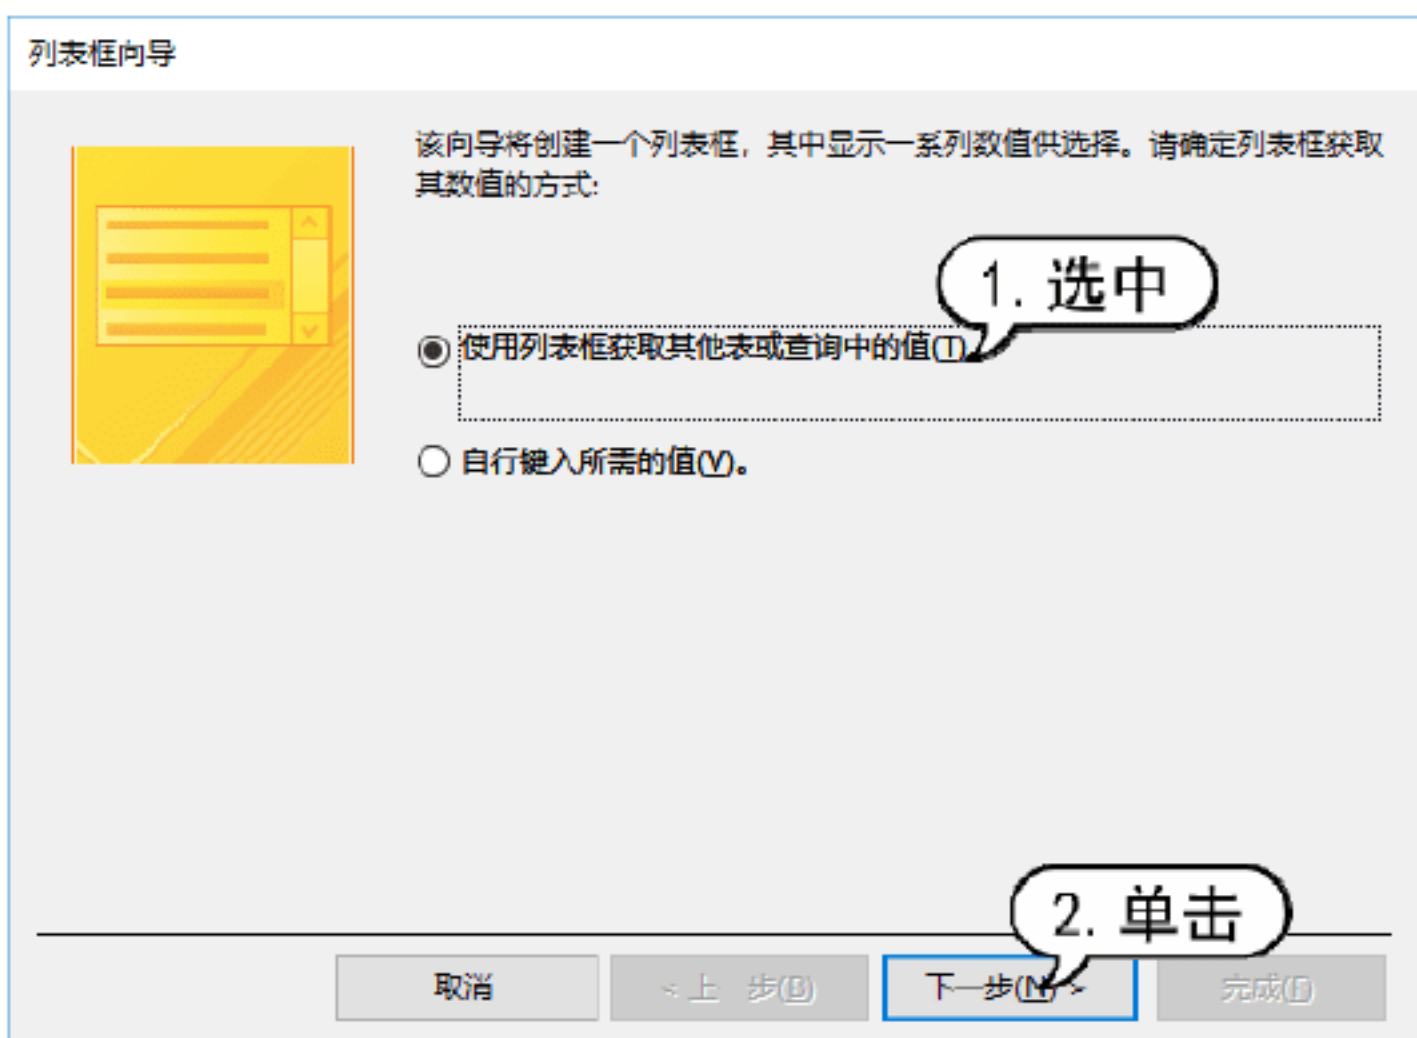 列表框向导
该向导将创建一个列表框，其中显示一系列数值供选择。请确定列表框获取
其数值的方式:
1. 选中
使用列表框获取其他表或查询中的值(T)
自行键入所需的值(V)。
2. 单击
取消
<上 步(B)
下一步(N) >
完成(F)